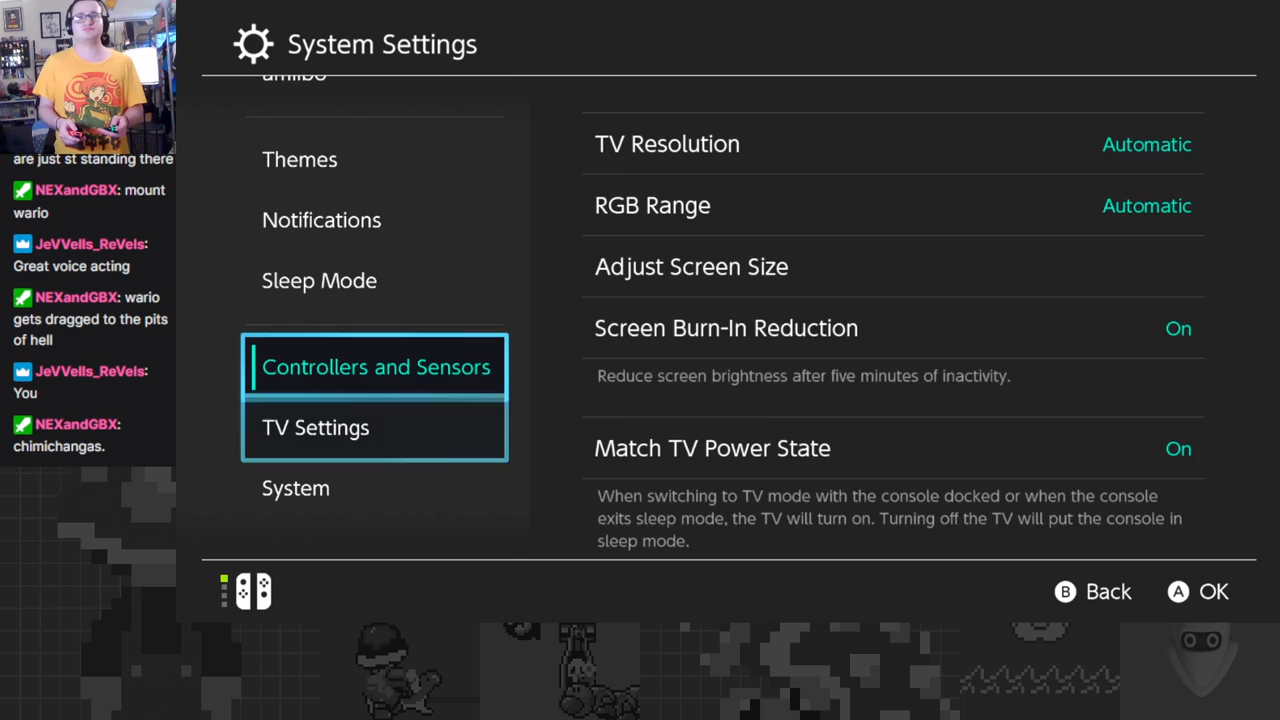 System Settings
amiibo
Themes
Notifications
Sleep Mode
Controllers and Sensors
TV Settings
System
TV Resolution Automatic
RGB Range Automatic
Adjust Screen Size
Screen Burn-In Reduction On
Reduce screen brightness after five minutes of inactivity.
Match TV Power State On
When switching to TV mode with the console docked or when the console
exits sleep mode, the TV will turn on. Turning off the TV will put the console in
sleep mode.
B Back A OK
are just st standing there
NEXandGBX: mount
wario
JeVVells_ReVels:
Great voice acting
NEXandGBX: wario
gets dragged to the pits
of hell
JeVVells_ReVels:
You
NEXandGBX:
chimichangas.